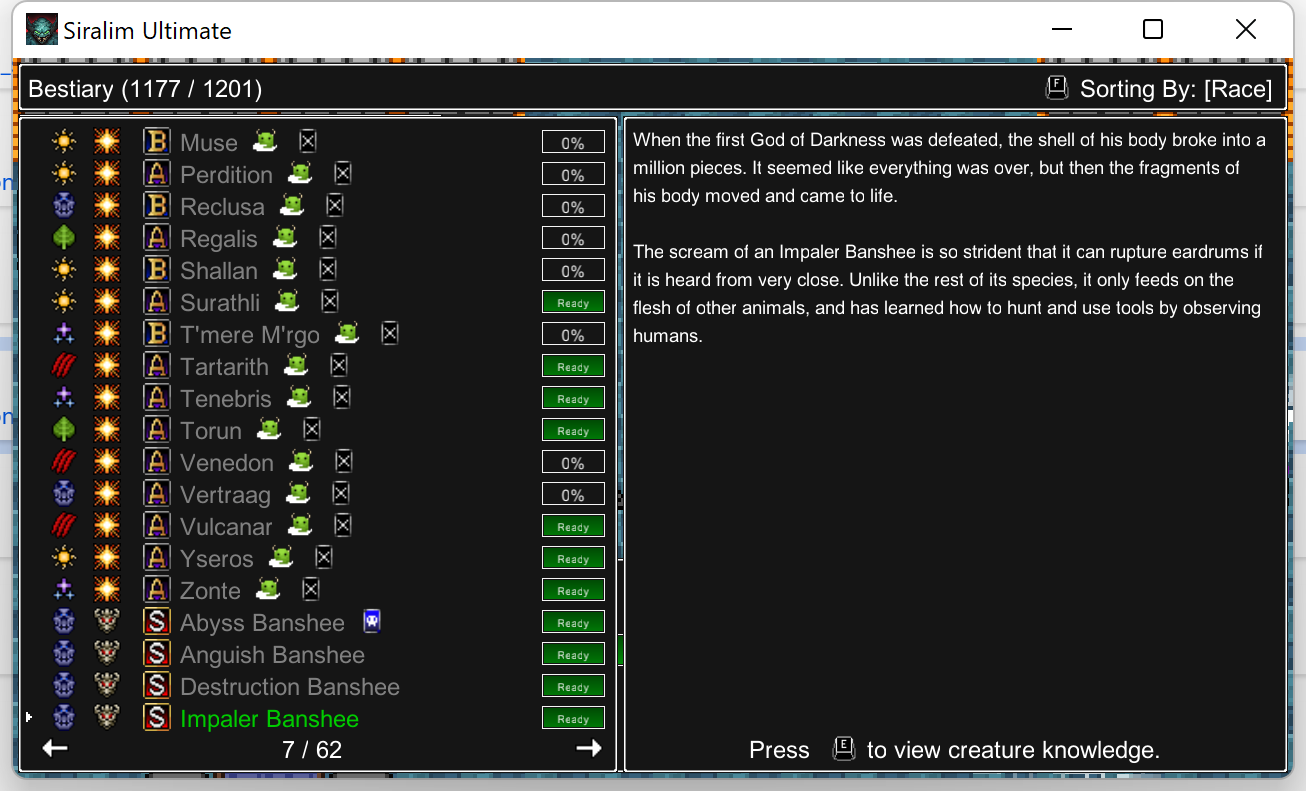 Siralim Ultimate
Bestiary (1177 / 1201)
F Sorting By: [Race]
B Muse 0%
A Perdition 0%
B Reclusa 0%
A Regalis 0%
B Shallan 0%
A Surathli Ready
B T'mere M'rgo 0%
A Tartarith Ready
A Tenebris Ready
A Torun Ready
A Venedon 0%
A Vertraag 0%
A Vulcanar Ready
A Yseros Ready
A Zonte Ready
S Abyss Banshee Ready
S Anguish Banshee Ready
S Destruction Banshee Ready
S Impaler Banshee Ready
7 / 62
When the first God of Darkness was defeated, the shell of his body broke into a
million pieces. It seemed like everything was over, but then the fragments of
his body moved and came to life.
The scream of an Impaler Banshee is so strident that it can rupture eardrums if
it is heard from very close. Unlike the rest of its species, it only feeds on the
flesh of other animals, and has learned how to hunt and use tools by observing
humans.
Press E to view creature knowledge.